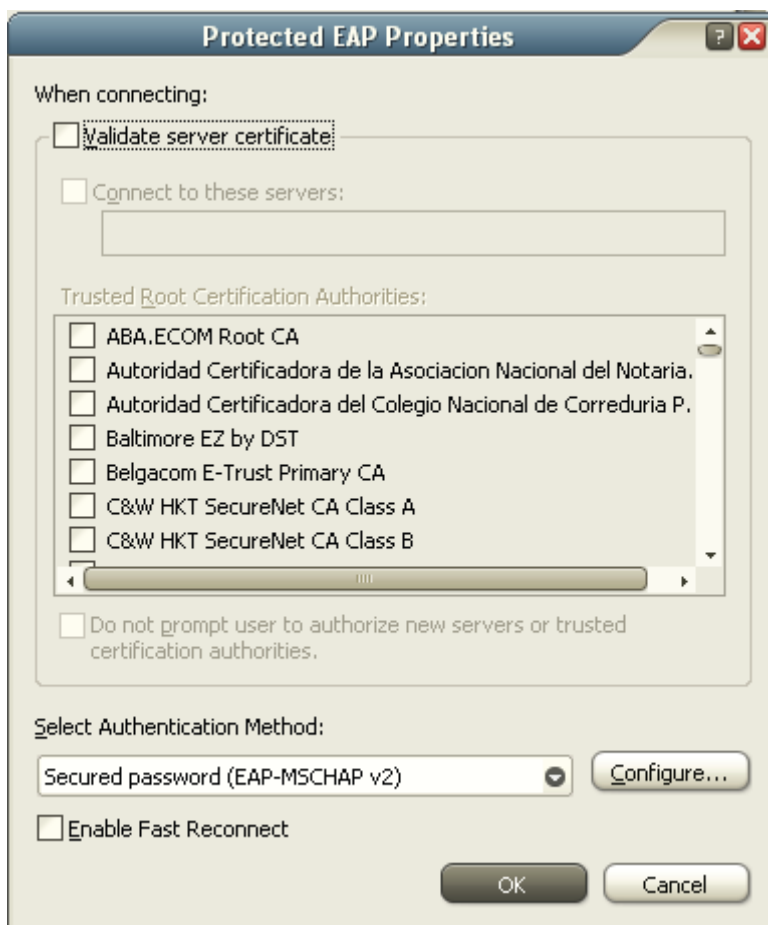 Protected EAP Properties
When connecting:
Validate server certificate
Connect to these servers:
Trusted Root Certification Authorities:
ABA.ECOM Root CA
Autoridad Certificadora de la Asociacion Nacional del Notaria.
Autoridad Certificadora del Colegio Nacional de Correduria P.
Baltimore EZ by DST
Belgacom E-Trust Primary CA
C&W HKT SecureNet CA Class A
C&W HKT SecureNet CA Class B
Do not prompt user to authorize new servers or trusted
certification authorities.
Select Authentication Method:
Secured password (EAP-MSCHAP v2)
Configure...
Enable Fast Reconnect
OK
Cancel